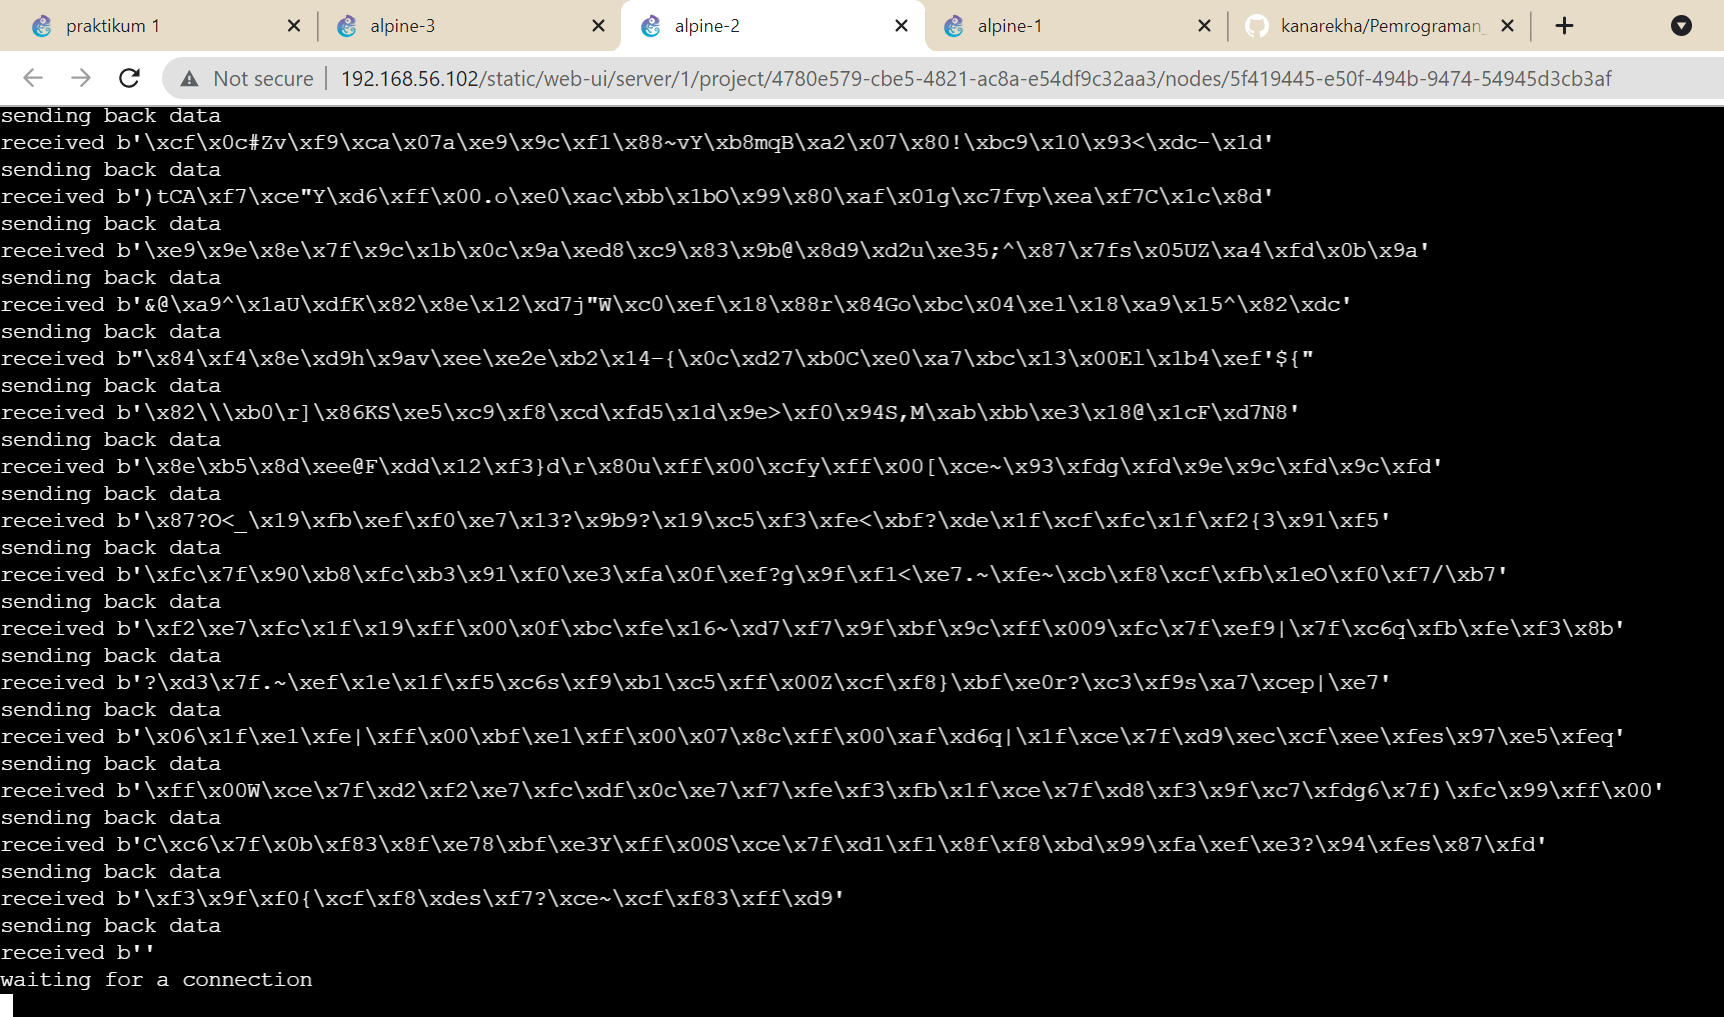 praktikum 1
alpine-3
alpine-2
alpine-1
kanarekha/Pemrograman_
Not secure
192.168.56.102/static/web-ui/server/1/project/4780e579-cbe5-4821-ac8a-e54df9c32aa3/nodes/5f419445-e50f-494b-9474-54945d3cb3af
sending back data
received b'\xcf\x0c#Zv\xf9\xca\x07a\xe9\x9c\xf1\x88~vY\xb8mqB\xa2\x07\x80!\xbc9\x10\x93<\xdc-\x1d'
sending back data
received b')tCA\xf7\xce"Y\xd6\xff\x00.o\xe0\xac\xbb\x1bO\x99\x80\xaf\x01g\xc7fvp\xea\xf7C\x1c\x8d'
sending back data
received b'\xe9\x9e\x8e\x7f\x9c\x1b\x0c\x9a\xed8\xc9\x83\x9b@\x8d9\xd2u\xe35;^\x87\x7fs\x05UZ\xa4\xfd\x0b\x9a'
sending back data
received b'&@\xa9^\x1aU\xdfK\x82\x8e\x12\xd7j"W\xc0\xef\x18\x88r\x84Go\xbc\x04\xe1\x18\xa9\x15^\x82\xdc'
sending back data
received b"\x84\xf4\x8e\xd9h\x9av\xee\xe2e\xb2\x14-{\x0c\xd27\xb0C\xe0\xa7\xbc\x13\x00El\x1b4\xef'${"
sending back data
received b'\x82\\\xb0\r]\x86KS\xe5\xc9\xf8\xcd\xfd5\x1d\x9e>\xf0\x94S,M\xab\xbb\xe3\x18@\x1cF\xd7N8'
sending back data
received b'\x8e\xb5\x8d\xee@F\xdd\x12\xf3}d\r\x80u\xff\x00\xcfy\xff\x00[\xce~\x93\xfdg\xfd\x9e\x9c\xfd\x9c\xfd'
sending back data
received b'\x87?O<_\x19\xfb\xef\xf0\xe7\x13?\x9b9?\x19\xc5\xf3\xfe<\xbf?\xde\x1f\xcf\xfc\x1f\xf2{3\x91\xf5'
sending back data
received b'\xfc\x7f\x90\xb8\xfc\xb3\x91\xf0\xe3\xfa\x0f\xef?g\x9f\xf1<\xe7.~\xfe~\xcb\xf8\xcf\xfb\x1eO\xf0\xf7/\xb7'
sending back data
received b'\xf2\xe7\xfc\x1f\x19\xff\x00\x0f\xbc\xfe\x16~\xd7\xf7\x9f\xbf\x9c\xff\x009\xfc\x7f\xef9|\x7f\xc6q\xfb\xfe\xf3\x8b'
sending back data
received b'?\xd3\x7f.~\xef\x1e\x1f\xf5\xc6s\xf9\xb1\xc5\xff\x00Z\xcf\xf8}\xbf\xe0r?\xc3\xf9s\xa7\xcep|\xe7'
sending back data
received b'\x06\x1f\xe1\xfe|\xff\x00\xbf\xe1\xff\x00\x07\x8c\xff\x00\xaf\xd6q|\x1f\xce\x7f\xd9\xec\xcf\xee\xfes\x97\xe5\xfeq'
sending back data
received b'\xff\x00W\xce\x7f\xd2\xf2\xe7\xfc\xdf\x0c\xe7\xf7\xfe\xf3\xfb\x1f\xce\x7f\xd8\xf3\x9f\xc7\xfdg6\x7f)\xfc\x99\xff\x00'
sending back data
received b'C\xc6\x7f\x0b\xf83\x8f\xe78\xbf\xe3Y\xff\x00S\xce\x7f\xd1\xf1\x8f\xf8\xbd\x99\xfa\xef\xe3?\x94\xfes\x87\xfd'
sending back data
received b'\xf3\x9f\xf0{\xcf\xf8\xdes\xf7?\xce~\xcf\xf83\xff\xd9'
sending back data
received b''
waiting for a connection